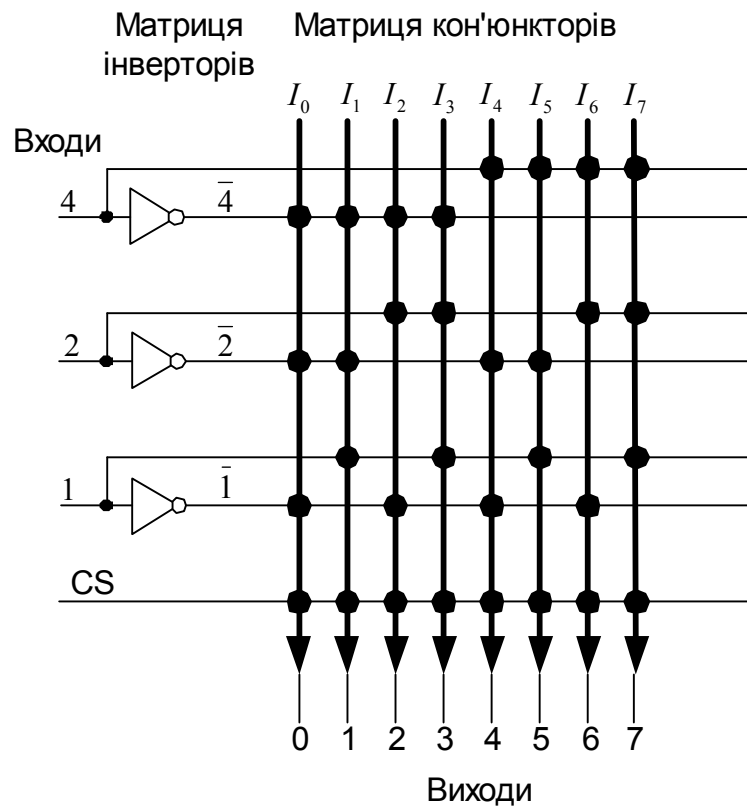 Матриця інверторів
Матриця кон'юнкторів
I₀ I₁ I₂ I₃ I₄ I₅ I₆ I₇
Входи
4 4̅
2 2̅
1 1̅
CS
0 1 2 3 4 5 6 7
Виходи